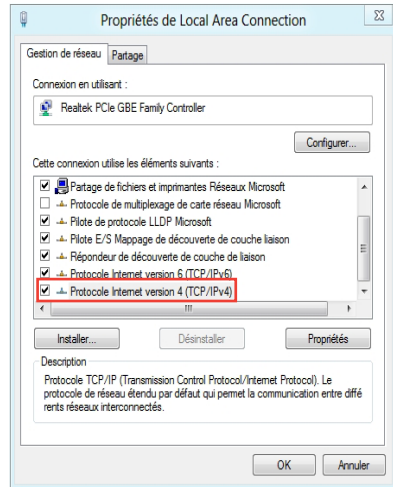 Propriétés de Local Area Connection
Gestion de réseau
Partage
Connexion en utilisant :
Realtek PCIe GBE Family Controller
Configurer...
Cette connexion utilise les éléments suivants :
Partage de fichiers et imprimantes Réseaux Microsoft
Protocole de multiplexage de carte réseau Microsoft
Pilote de protocole LLDP Microsoft
Pilote E/S Mappage de découverte de couche liaison
Répondeur de découverte de couche de liaison
Protocole Internet version 6 (TCP/IPv6)
Protocole Internet version 4 (TCP/IPv4)
Installer...
Désinstaller
Propriétés
Description
Protocole TCP/IP (Transmission Control Protocol/Internet Protocol). Le
protocole de réseau étendu par défaut qui permet la communication entre diffé
rents réseaux interconnectés.
OK
Annuler